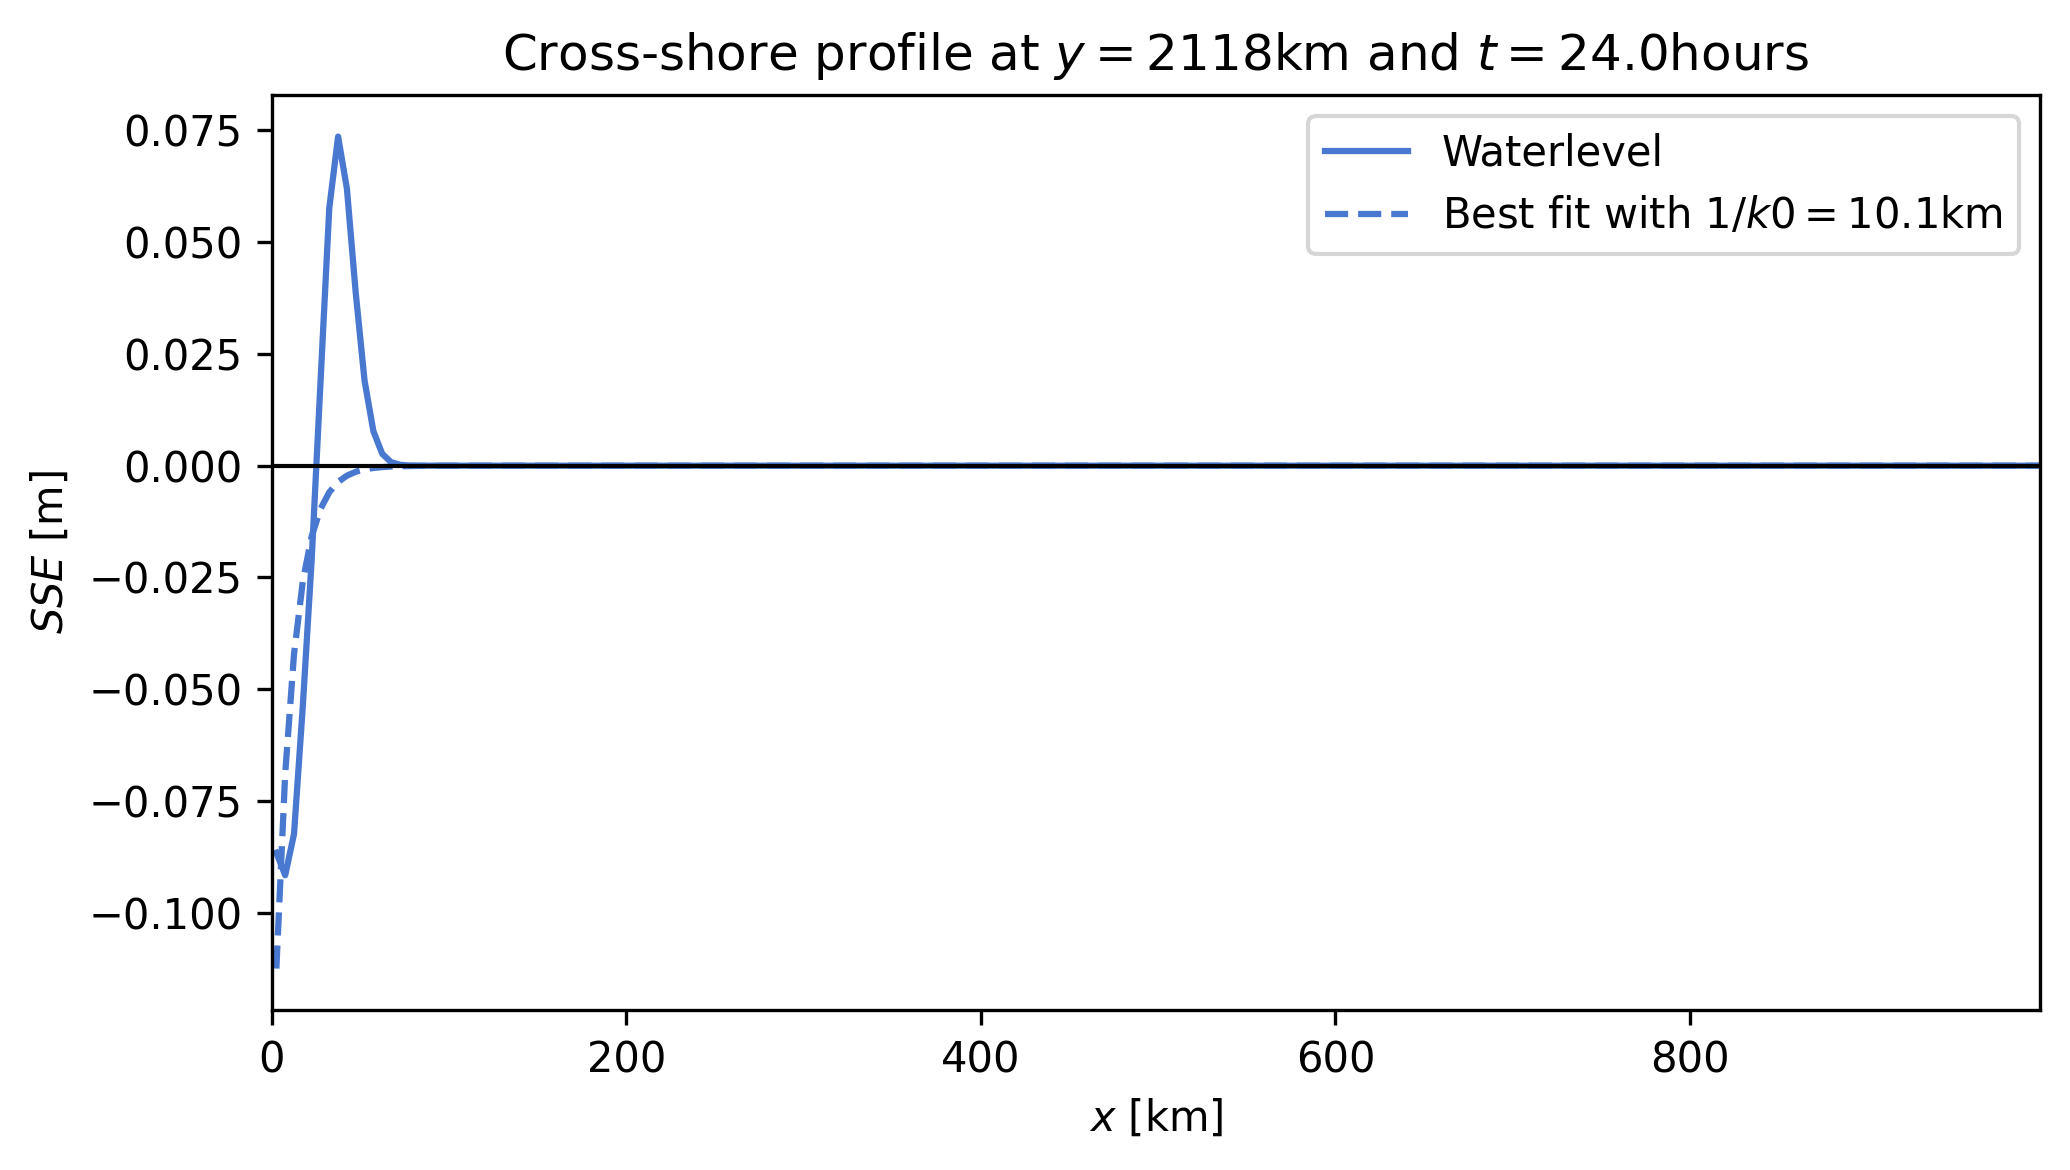 Cross-shore profile at y = 2118km and t = 24.0hours
Waterlevel
Best fit with 1/k0 = 10.1km
0.075
0.050
0.025
0.000
−0.025
−0.050
−0.075
−0.100
SSE [m]
0 200 400 600 800
x [km]